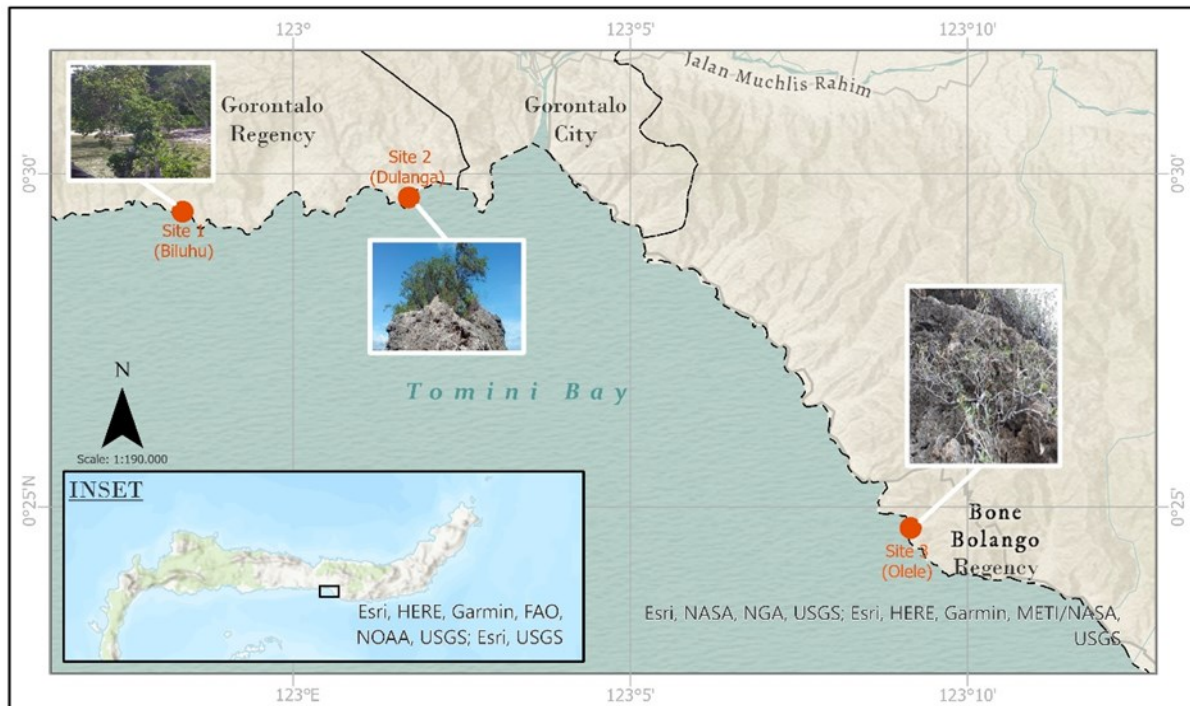 123°
123°5'
123°10'
Jalan Muchlis Rahim
Gorontalo
Regency
Gorontalo
City
0°30'
0°30'
Site 2
(Dulanga)
Site 1
(Biluhu)
Tomini Bay
N
Scale: 1:190.000
INSET
0°25'N
0°25'
Bone
Bolango
Regency
Site 3
(Olele)
Esri, HERE, Garmin, FAO,
NOAA, USGS; Esri, USGS
Esri, NASA, NGA, USGS; Esri, HERE, Garmin, METI/NASA,
USGS
123°E
123°5'
123°10'